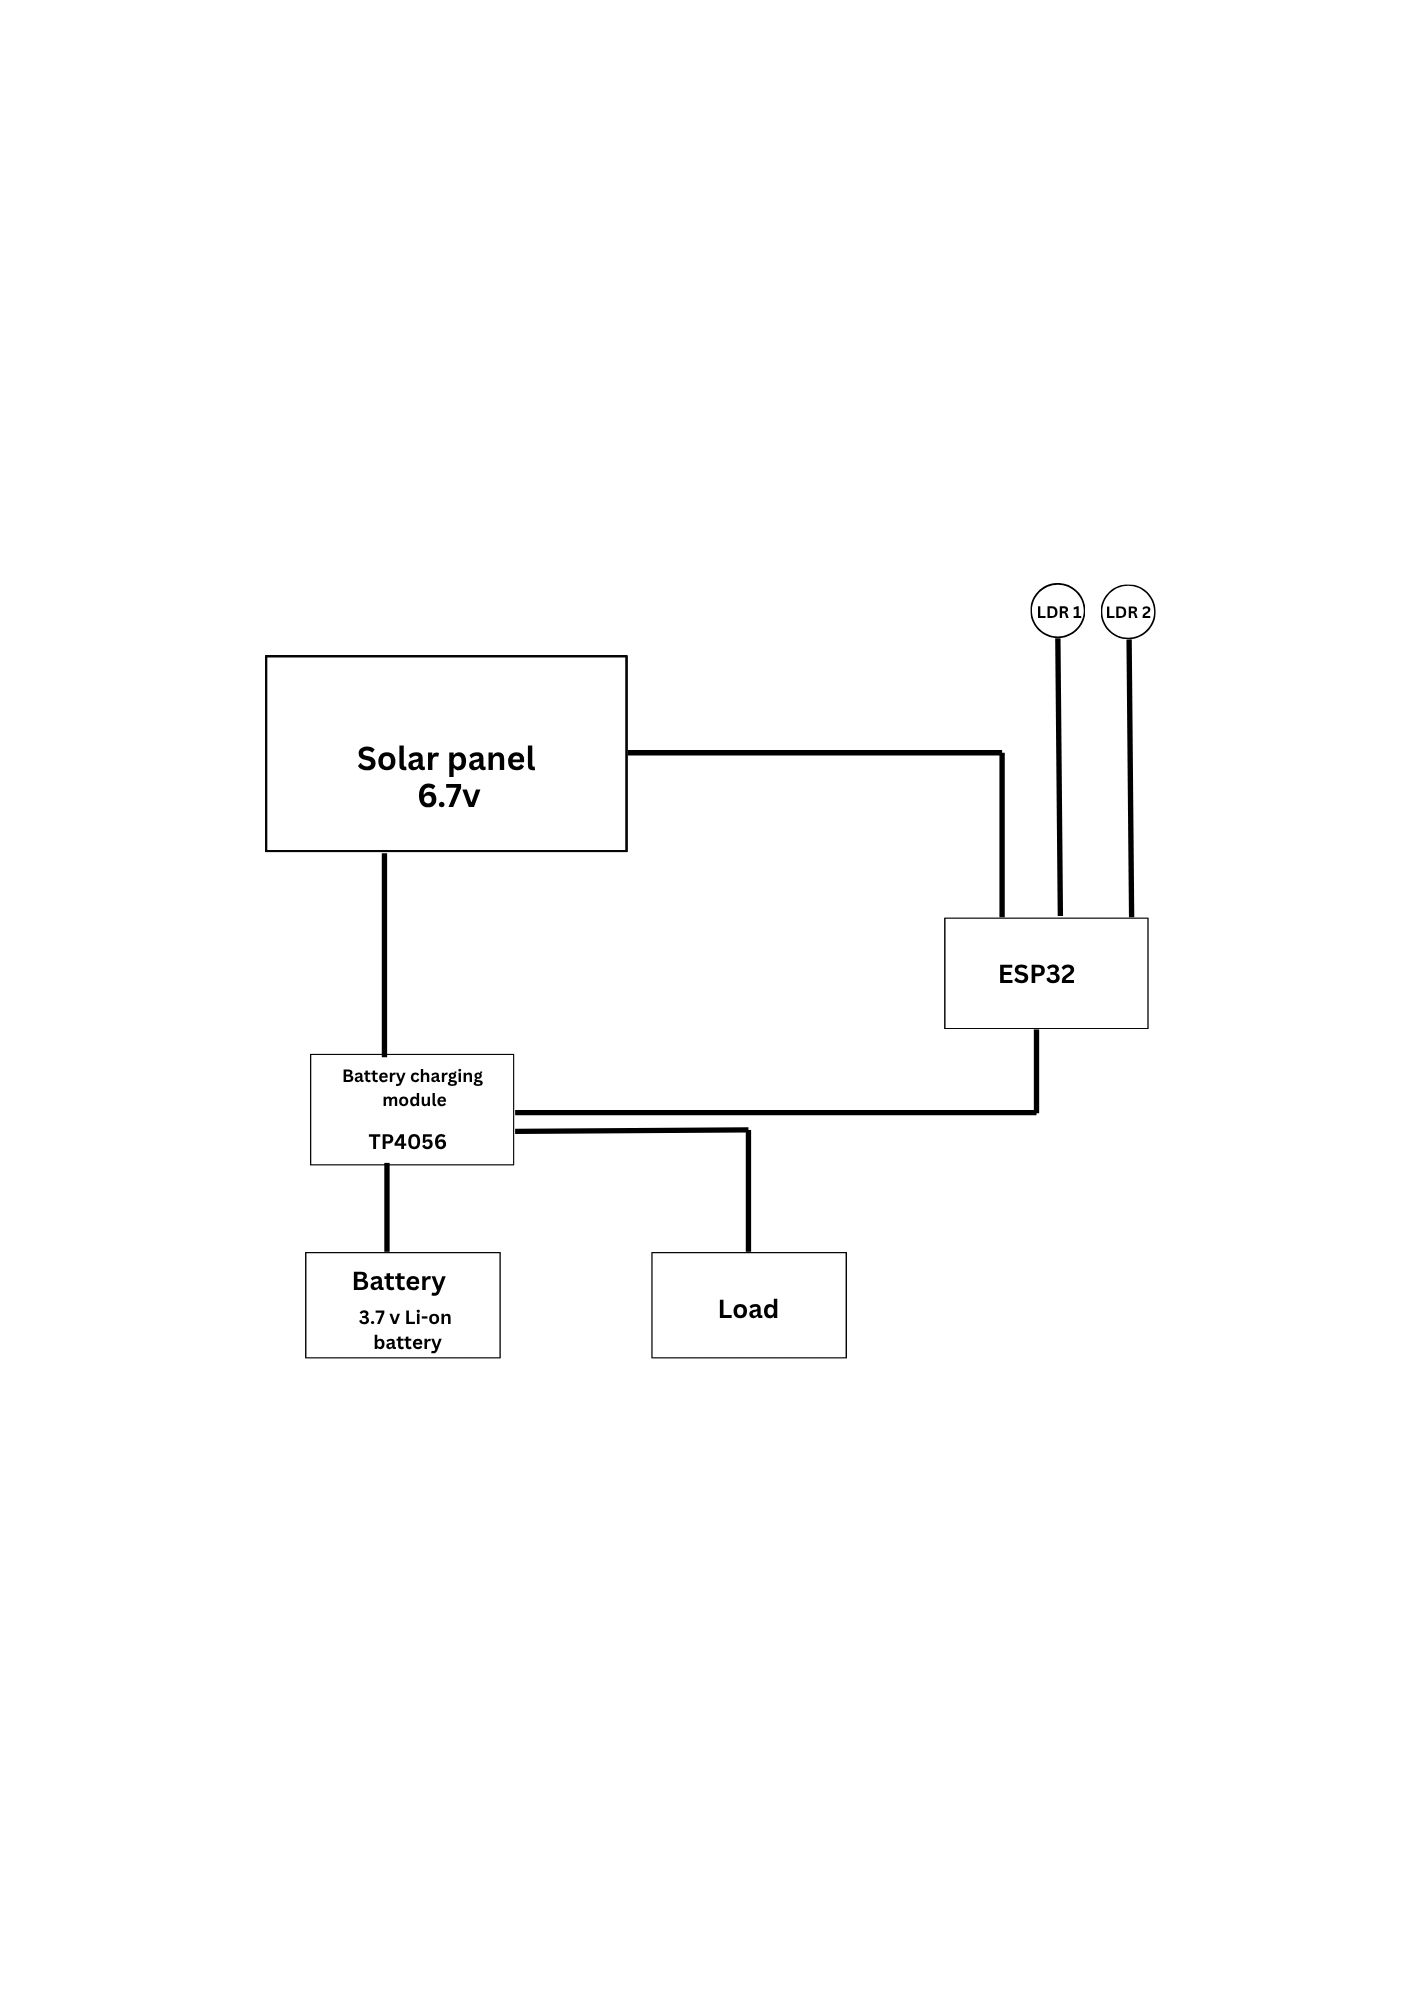 LDR 1
LDR 2
Solar panel
6.7v
ESP32
Battery charging
module
TP4056
Battery
3.7 v Li-on
battery
Load